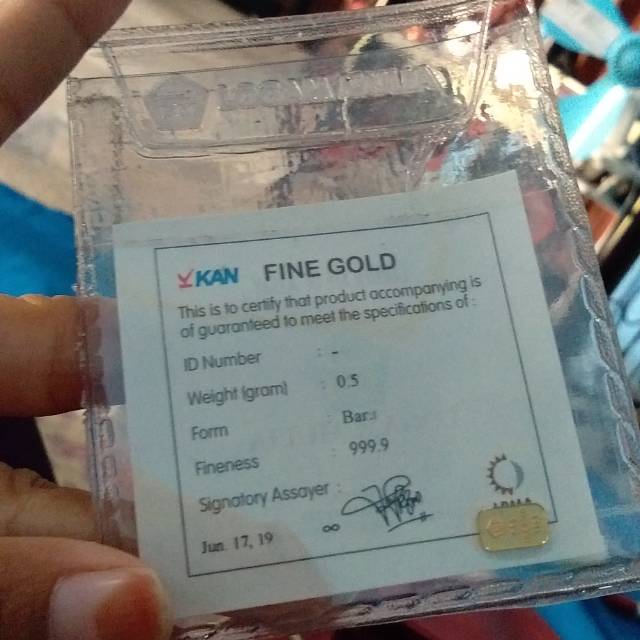 KAN FINE GOLD
This is to certify that product accompanying is
of guaranteed to meet the specifications of :
ID Number : -
Weight (gram) : 0.5
Form : Bar
Fineness : 999.9
Signatory Assayer :
Jun. 17, 19